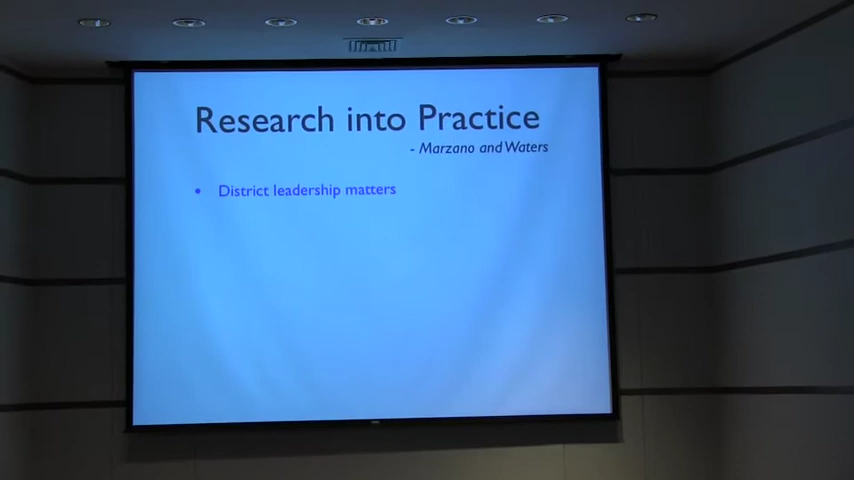 Research into Practice
- Marzano and Waters
• District leadership matters